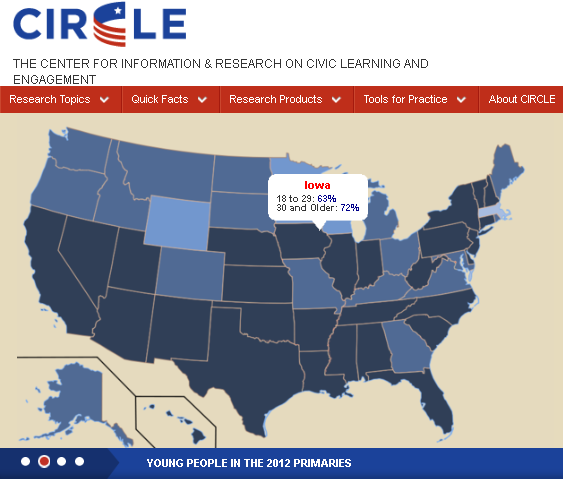 CIRCLE
THE CENTER FOR INFORMATION & RESEARCH ON CIVIC LEARNING AND
ENGAGEMENT
Research Topics Quick Facts Research Products Tools for Practice About CIRCLE
Iowa
18 to 29: 63%
30 and Older: 72%
YOUNG PEOPLE IN THE 2012 PRIMARIES